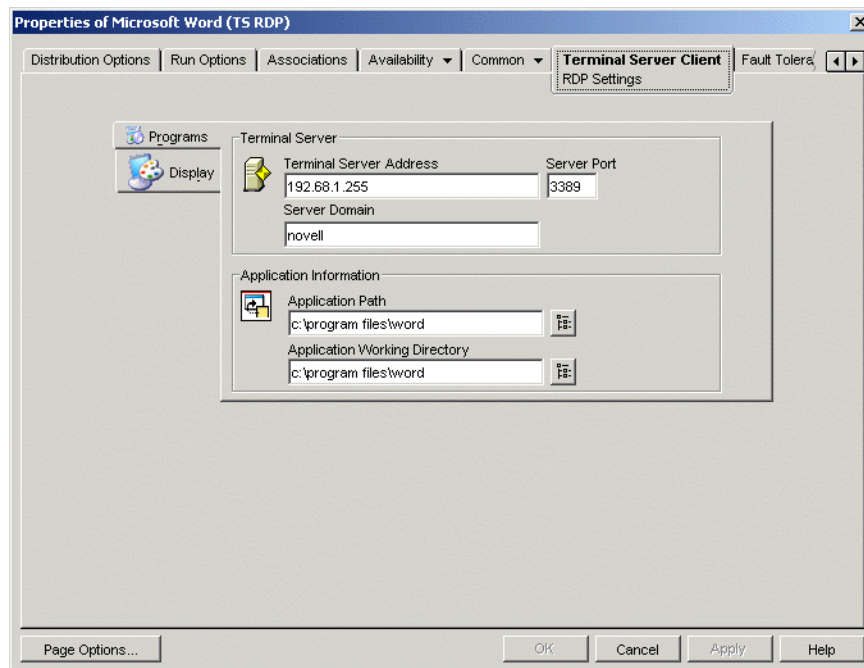 Properties of Microsoft Word (TS RDP)
Distribution Options Run Options Associations Availability Common Terminal Server Client Fault Tolera
RDP Settings
Programs
Display
Terminal Server
Terminal Server Address Server Port
192.68.1.255 3389
Server Domain
novell
Application Information
Application Path
c:\program files\word
Application Working Directory
c:\program files\word
Page Options... OK Cancel Apply Help